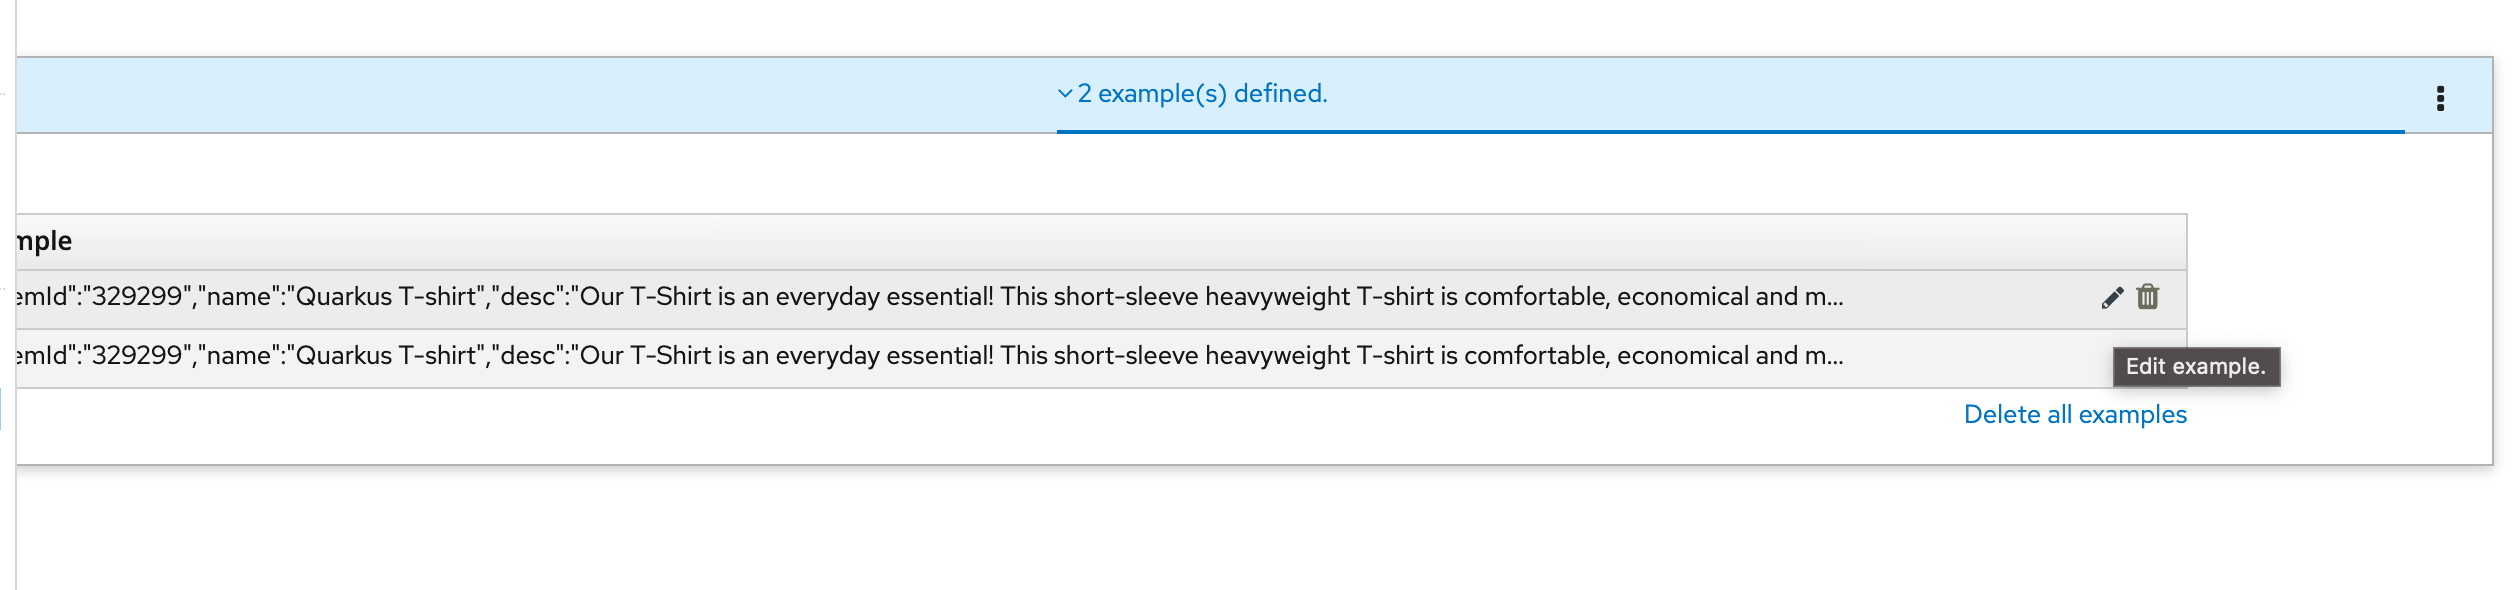 2 example(s) defined.
mple
emId":"329299","name":"Quarkus T-shirt","desc":"Our T-Shirt is an everyday essential! This short-sleeve heavyweight T-shirt is comfortable, economical and m...
emId":"329299","name":"Quarkus T-shirt","desc":"Our T-Shirt is an everyday essential! This short-sleeve heavyweight T-shirt is comfortable, economical and m...
Edit example.
Delete all examples